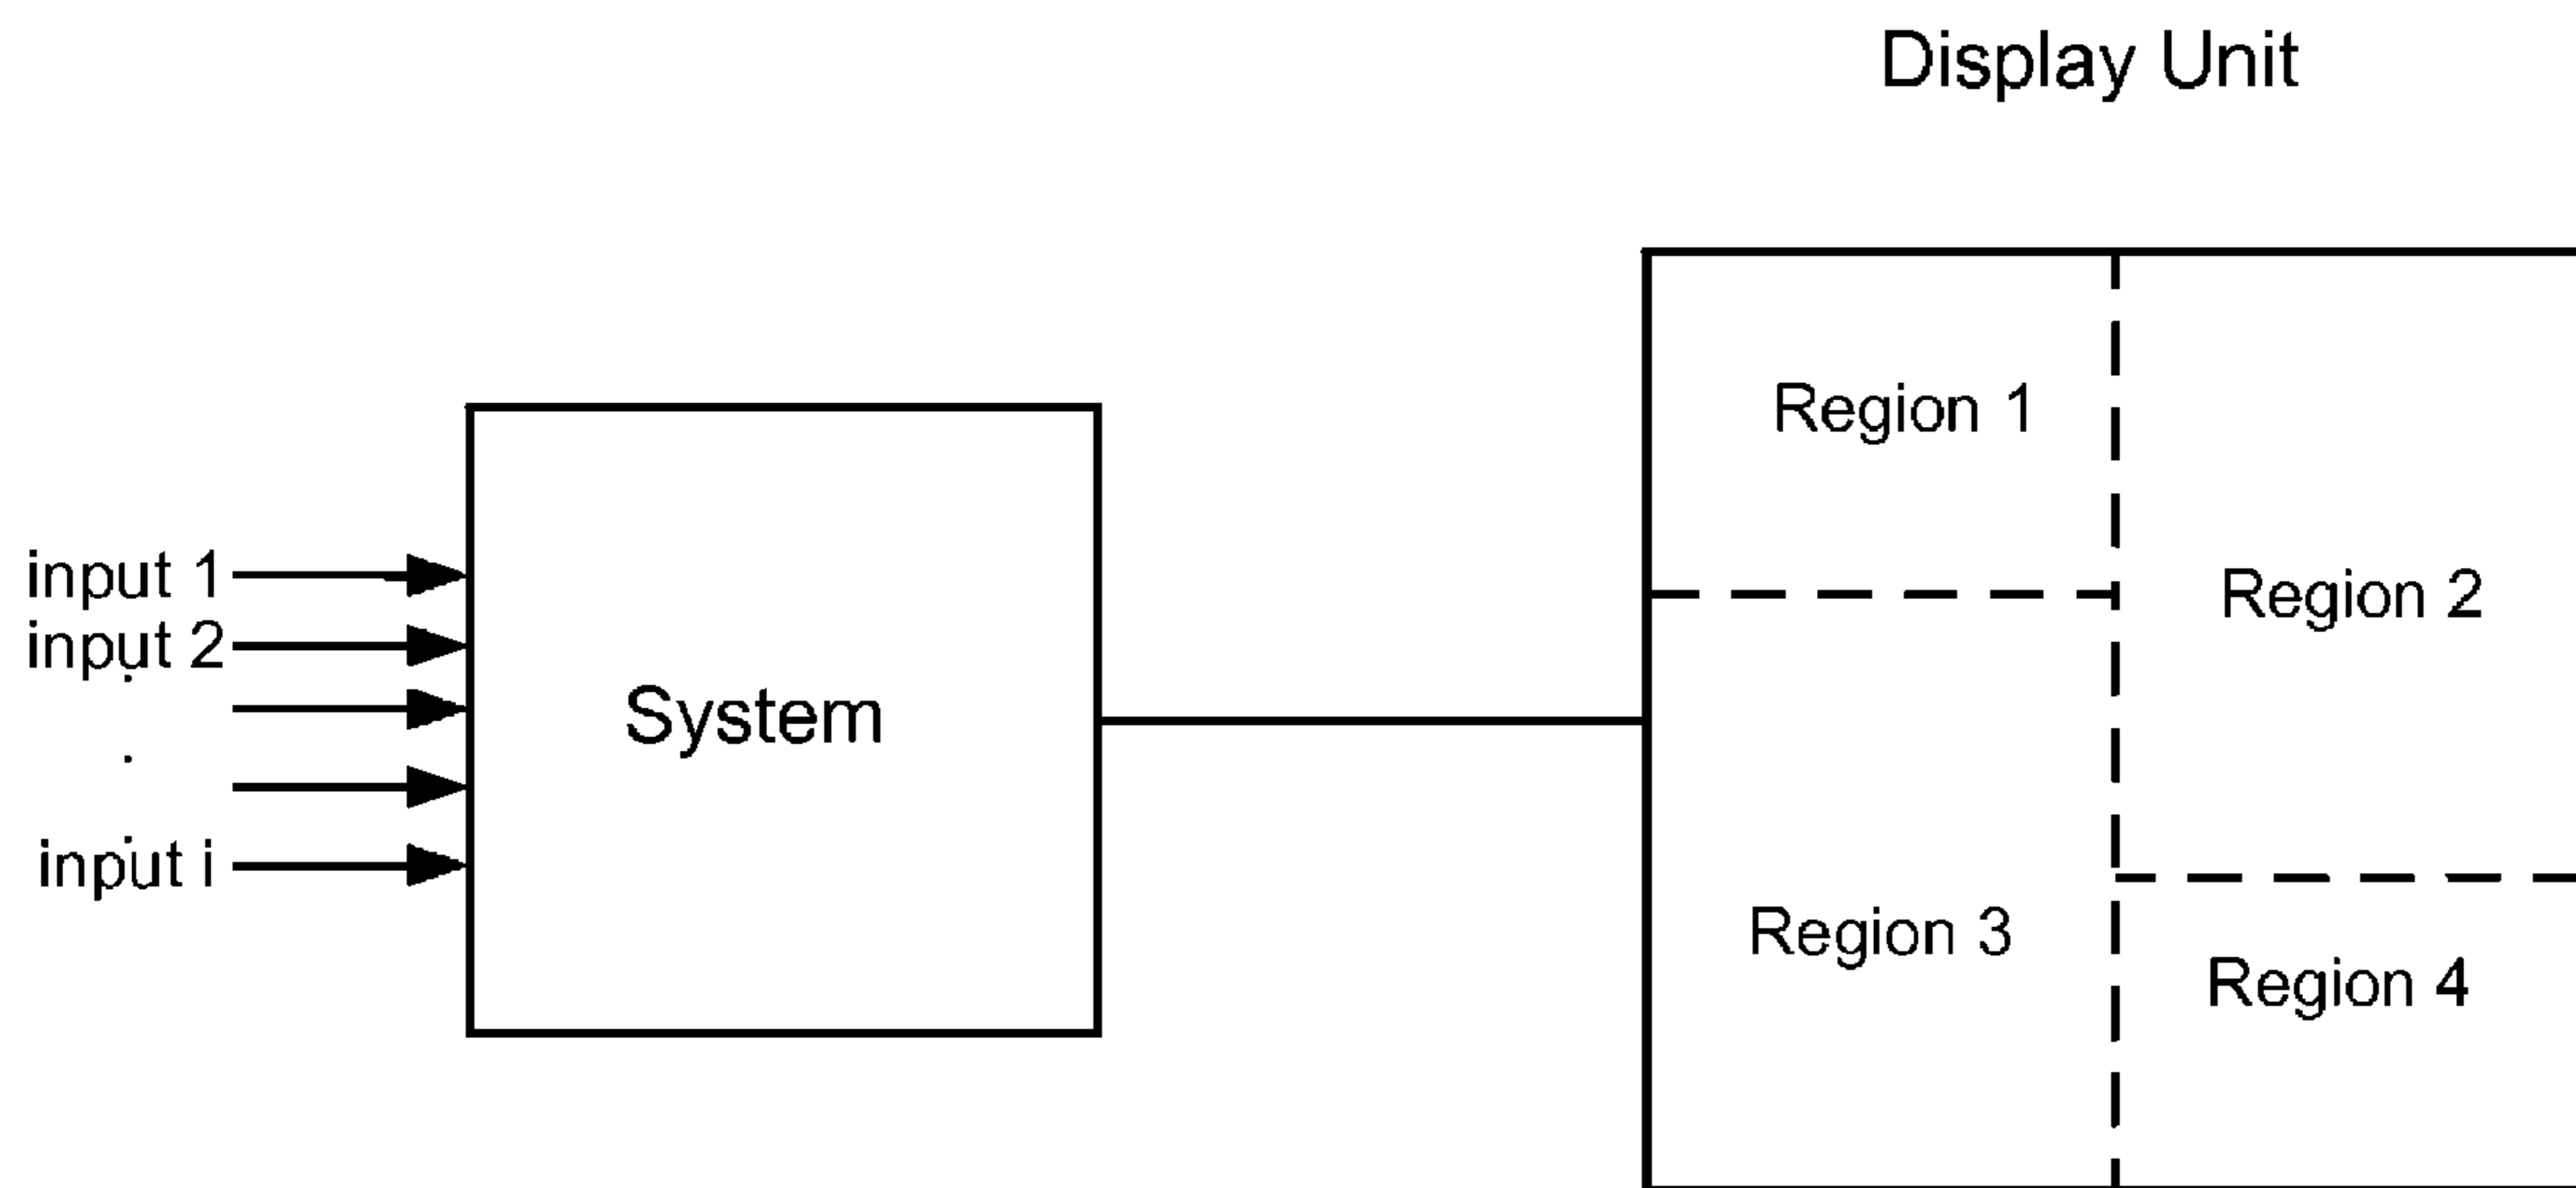 Display Unit
Region 1
input 1
Region 2
input 2
.
System
.
.
input i
Region 3
Region 4